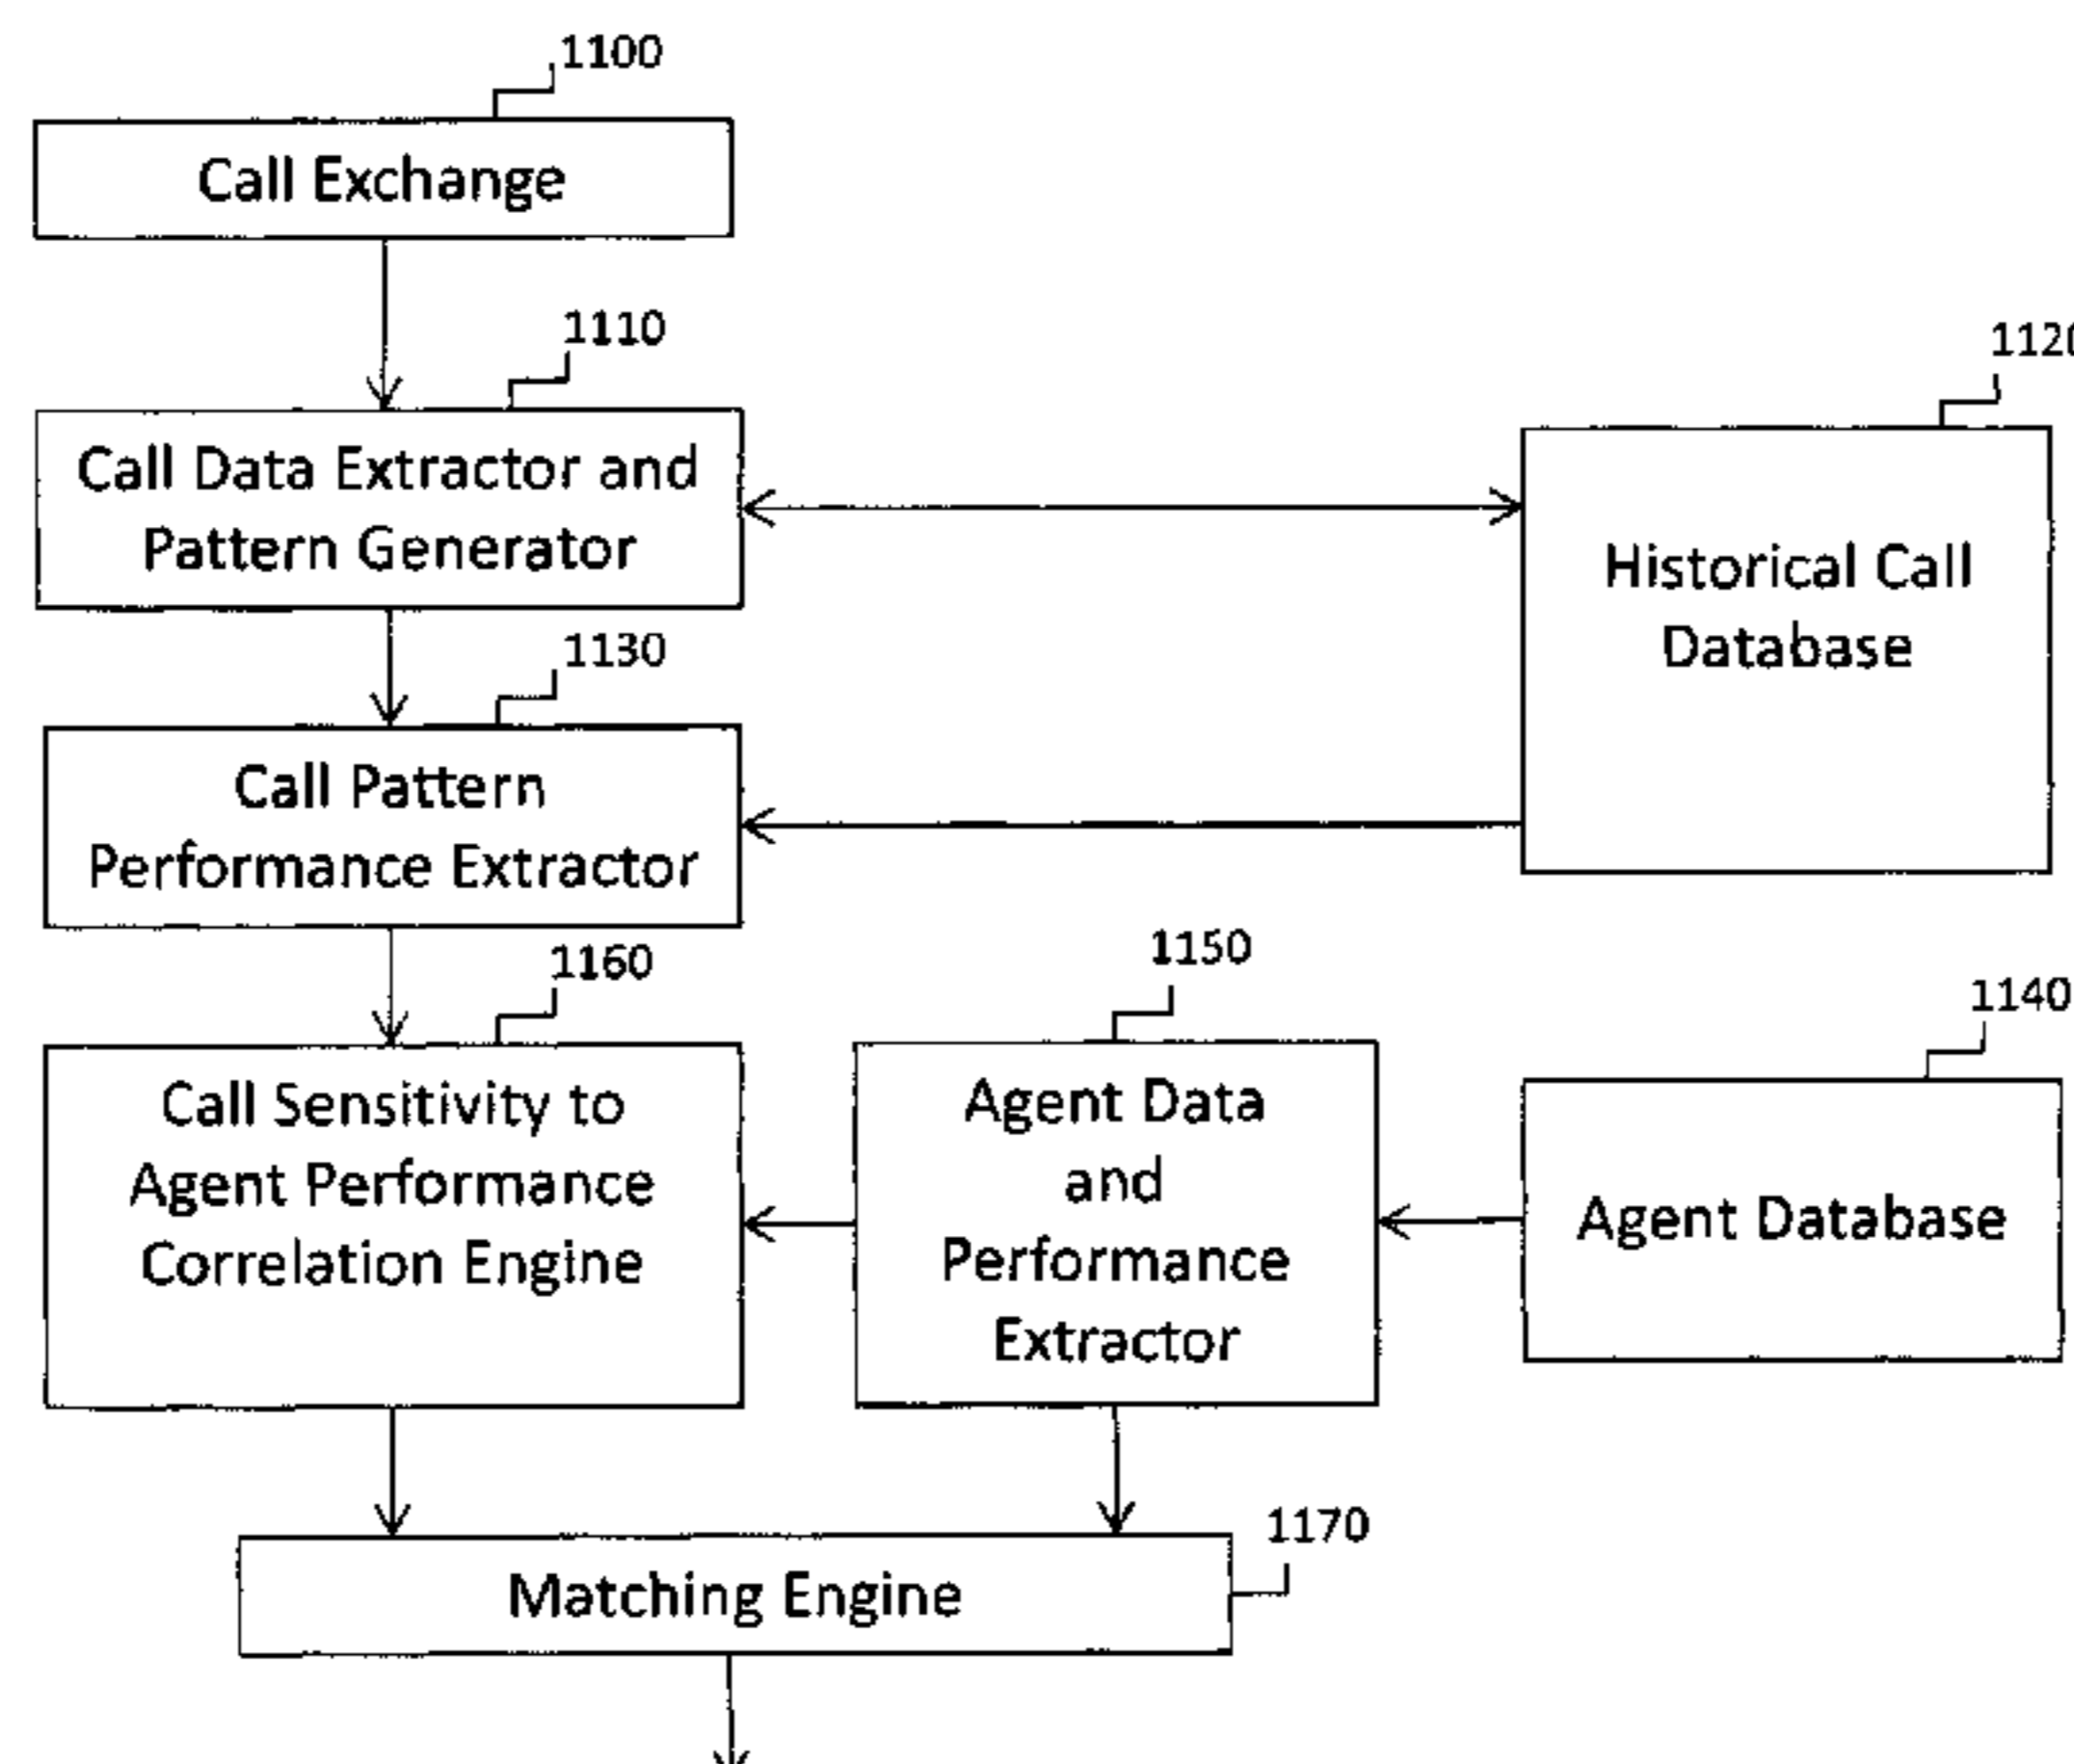 1100
Call Exchange
1110
1120
Call Data Extractor and
Pattern Generator
Historical Call
Database
1130
Call Pattern
Performance Extractor
1160
1150
1140
Call Sensitivity to
Agent Performance
Correlation Engine
Agent Data
and
Performance
Extractor
Agent Database
1170
Matching Engine